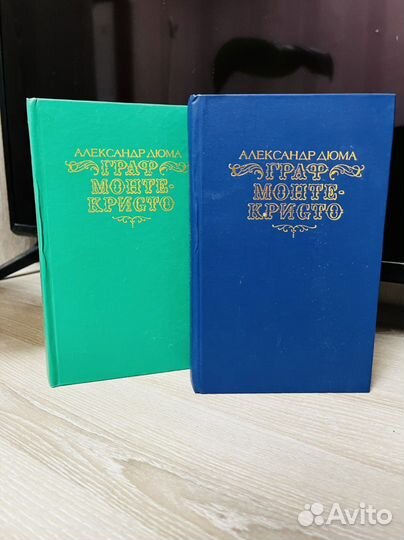 АЛЕКСАНДР ДЮМА
ГРАФ
МОНТЕ-
КРИСТО
АЛЕКСАНДР ДЮМА
ГРАФ
МОНТЕ-
КРИСТО
Avito